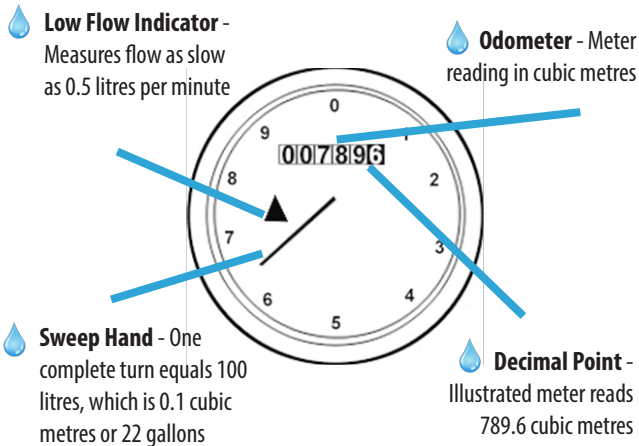 Low Flow Indicator -
Measures flow as slow
as 0.5 litres per minute
Odometer - Meter
reading in cubic metres
0
1
2
3
4
5
6
7
8
9
007896
Sweep Hand - One
complete turn equals 100
litres, which is 0.1 cubic
metres or 22 gallons
Decimal Point -
Illustrated meter reads
789.6 cubic metres